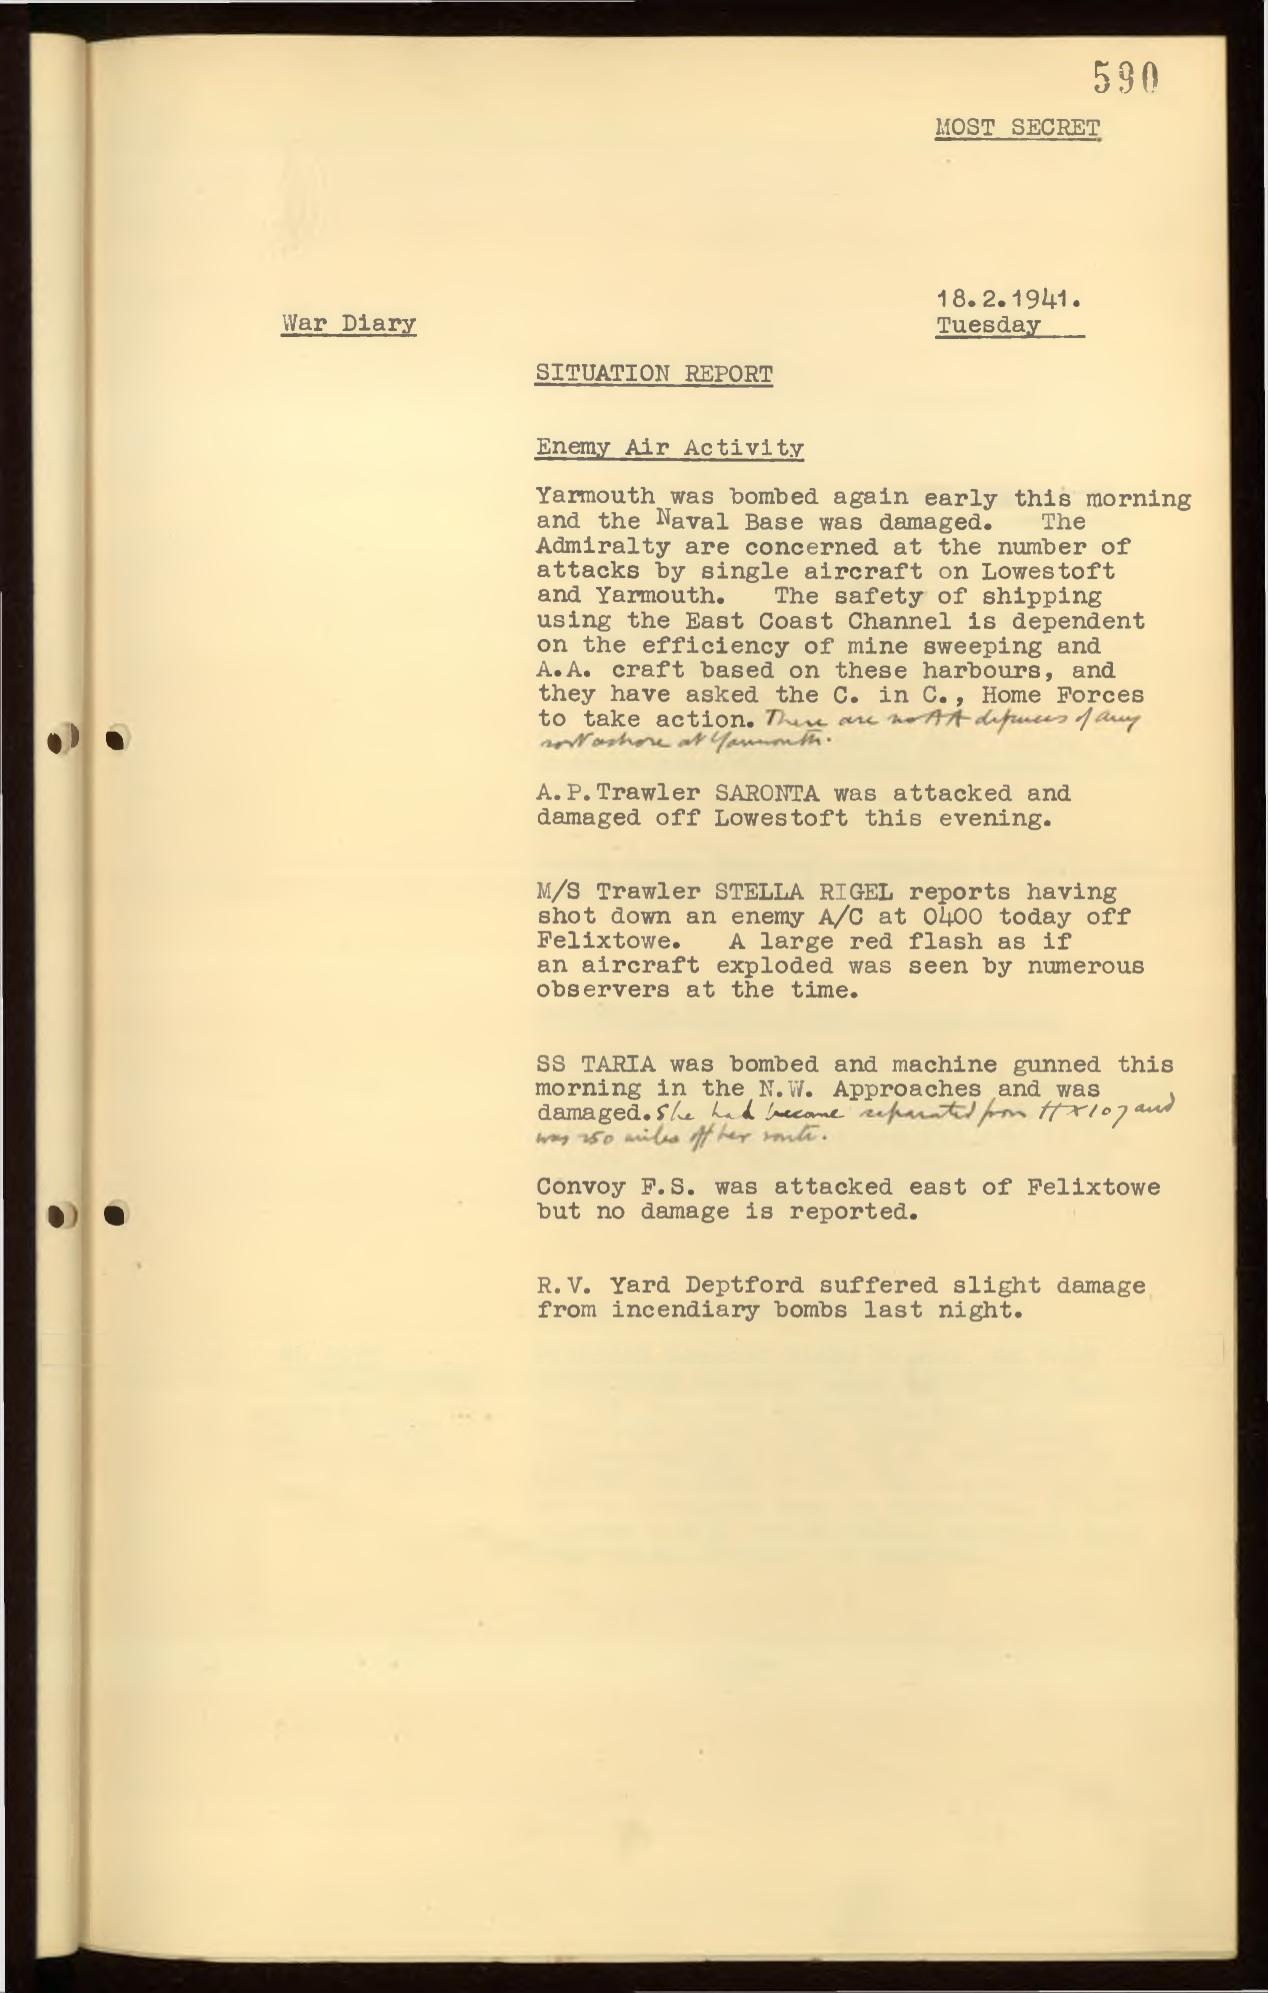 590
MOST SECRET
18.2.1941.
War Diary
Tuesday
SITUATION REPORT
Enemy Air Activity
Yarmouth was bombed again early this morning
and the Naval Base was damaged. The
Admiralty are concerned at the number of
attacks by single aircraft on Lowestoft
and Yarmouth. The safety of shipping
using the East Coast Channel is dependent
on the efficiency of mine sweeping and
A.A. craft based on these harbours, and
they have asked the C. in C., Home Forces
to take action. There are no AA defences of any
sort ashore at Yarmouth.
A.P.Trawler SARONTA was attacked and
damaged off Lowestoft this evening.
M/S Trawler STELLA RIGEL reports having
shot down an enemy A/C at 0400 today off
Felixtowe. A large red flash as if
an aircraft exploded was seen by numerous
observers at the time.
SS TARIA was bombed and machine gunned this
morning in the N.W. Approaches and was
damaged. She had become separated from HX107 and
was 250 miles off her route.
Convoy F.S. was attacked east of Felixtowe
but no damage is reported.
R.V. Yard Deptford suffered slight damage
from incendiary bombs last night.